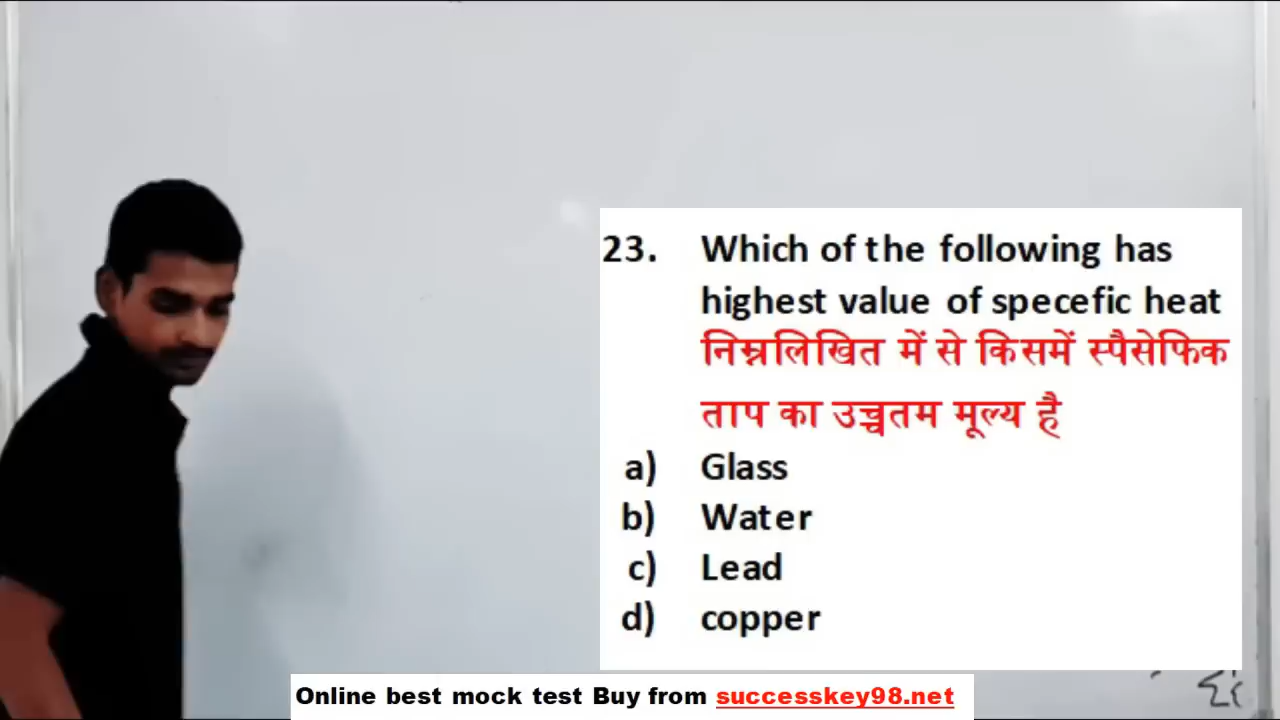 23. Which of the following has
highest value of specefic heat
निम्नलिखित में से किसमें स्पैसेफिक
ताप का उच्चतम मूल्य है
a) Glass
b) Water
c) Lead
d) copper
Online best mock test Buy from successkey98.net